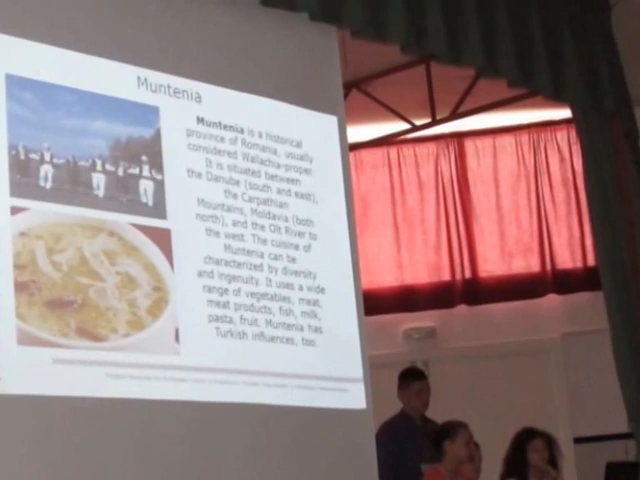 Muntenia
Muntenia is a historical
province of Romania, usually
considered Wallachia-proper.
It is situated between
the Danube (south and east),
the Carpathian
Mountains, Moldavia (both
north), and the Olt River to
the west. The cuisine of
Muntenia can be
characterized by diversity
and ingenuity. It uses a wide
range of vegetables, meat,
meat products, fish, milk,
pasta, fruit. Muntenia has
Turkish influences, too.